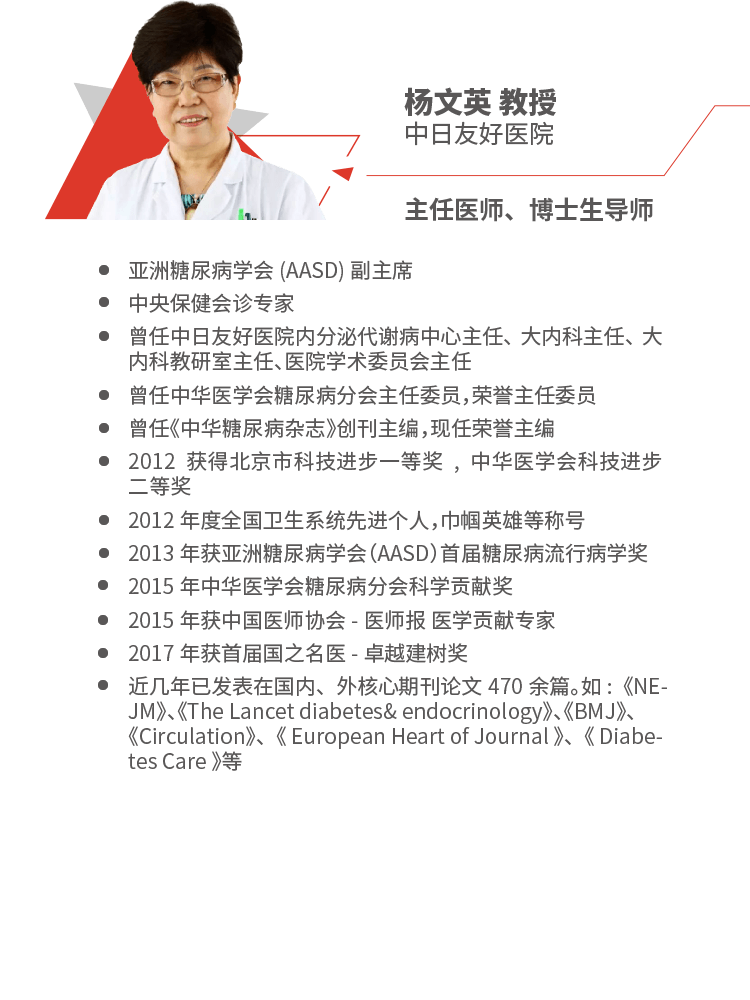 杨文英 教授
中日友好医院
主任医师、博士生导师
● 亚洲糖尿病学会 (AASD) 副主席
● 中央保健会诊专家
● 曾任中日友好医院内分泌代谢病中心主任、大内科主任、大
内科教研室主任、医院学术委员会主任
● 曾任中华医学会糖尿病分会主任委员，荣誉主任委员
● 曾任《中华糖尿病杂志》创刊主编，现任荣誉主编
● 2012 获得北京市科技进步一等奖 , 中华医学会科技进步
二等奖
● 2012 年度全国卫生系统先进个人，巾帼英雄等称号
● 2013 年获亚洲糖尿病学会（AASD）首届糖尿病流行病学奖
● 2015 年中华医学会糖尿病分会科学贡献奖
● 2015 年获中国医师协会 - 医师报 医学贡献专家
● 2017 年获首届国之名医 - 卓越建树奖
● 近几年已发表在国内、外核心期刊论文 470 余篇。如 : 《NE-
JM》、《The Lancet diabetes& endocrinology》、《BMJ》、
《Circulation》、《 European Heart of Journal 》、《 Diabe-
tes Care 》等